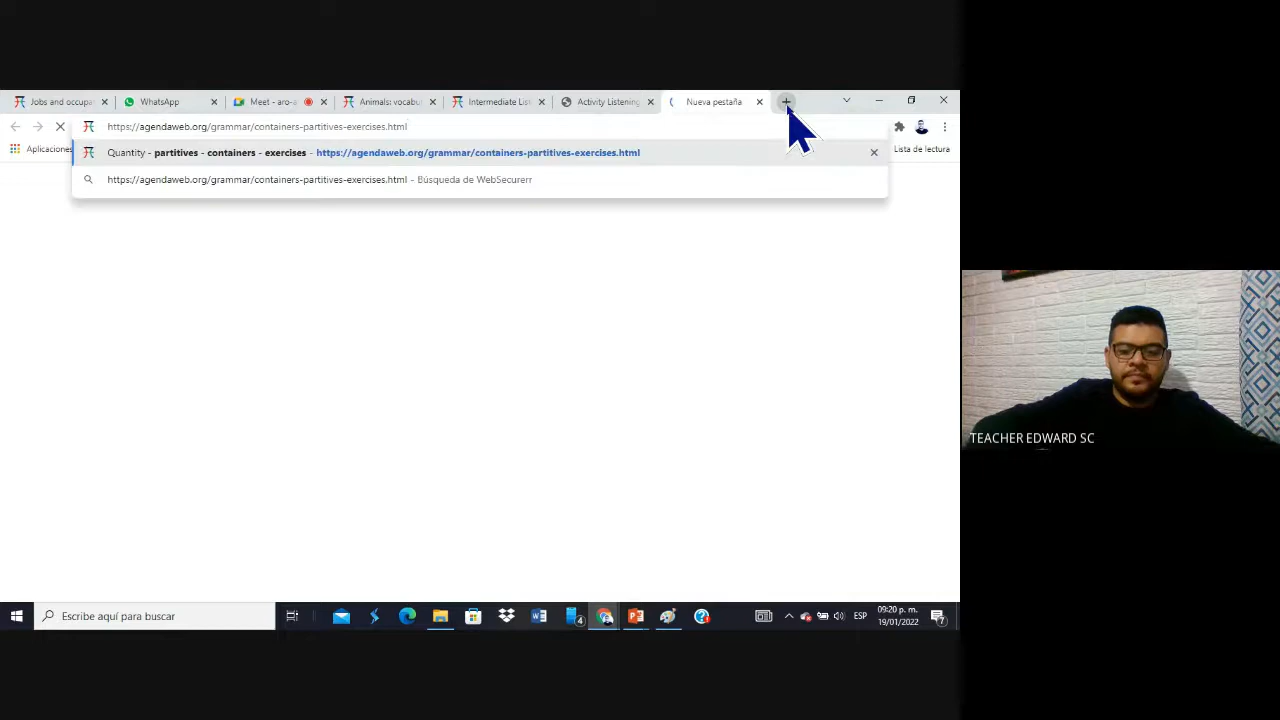 Jobs and occupa
WhatsApp
Meet - aro-a
Animals: vocabu
Intermediate Lis
Activity Listening
Nueva pestaña
https://agendaweb.org/grammar/containers-partitives-exercises.html
Aplicaciones
Quantity - partitives - containers - exercises - https://agendaweb.org/grammar/containers-partitives-exercises.html
Lista de lectura
https://agendaweb.org/grammar/containers-partitives-exercises.html - Búsqueda de WebSecurerr
TEACHER EDWARD SC
Escribe aquí para buscar
4
ESP
09:20 p. m.
19/01/2022
7